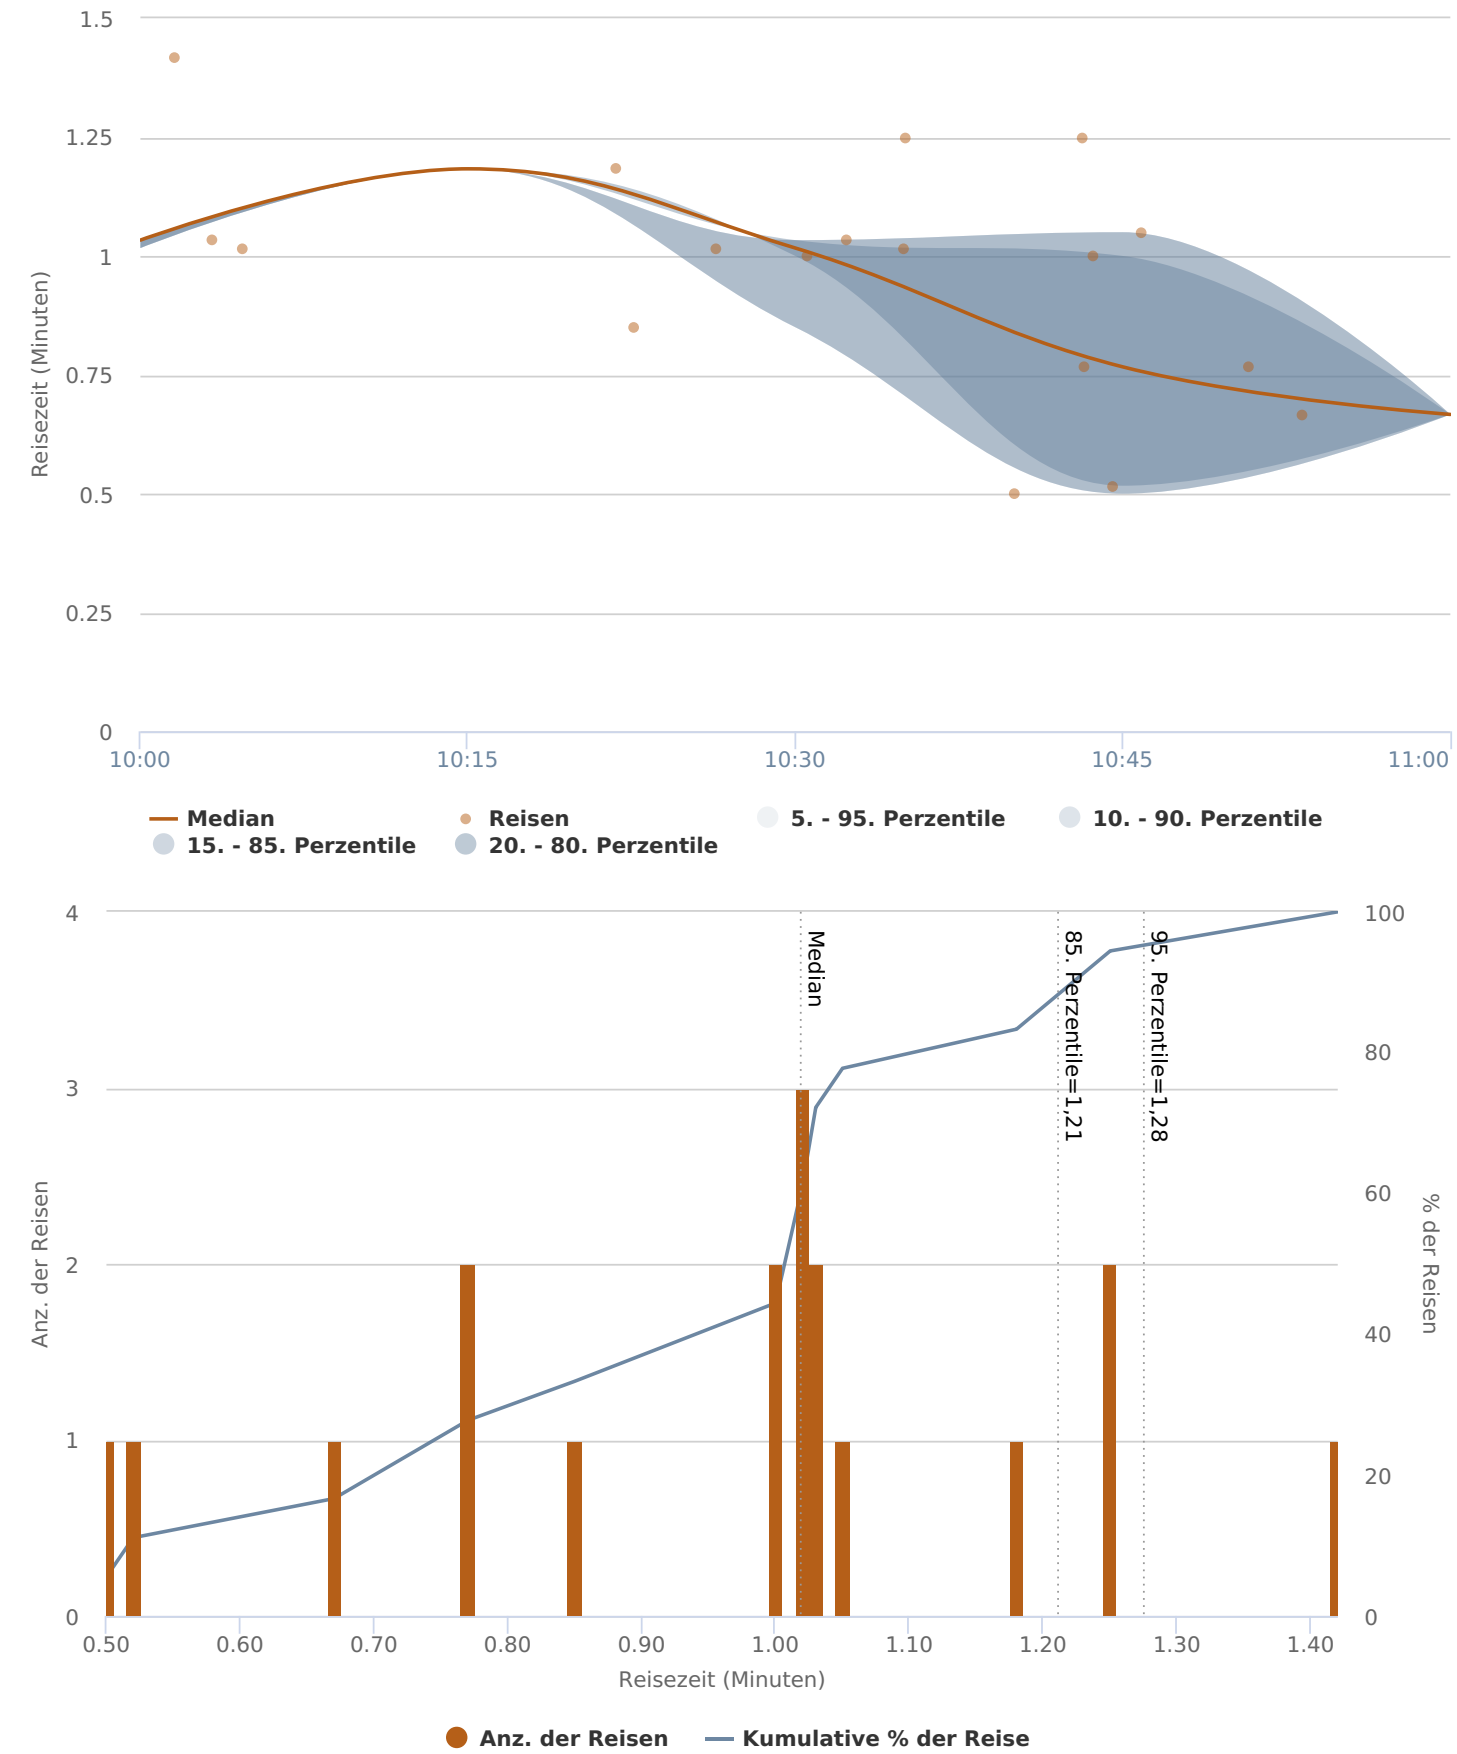 1.5
1.25
1
0.75
0.5
0.25
0
Reisezeit (Minuten)
10:00 10:15 10:30 10:45 11:00
Median Reisen 5. - 95. Perzentile 10. - 90. Perzentile
15. - 85. Perzentile 20. - 80. Perzentile
4
3
2
1
0
Anz. der Reisen
Median
85. Perzentile=1,21
95. Perzentile=1,28
100
80
60
40
20
0
% der Reisen
0.50 0.60 0.70 0.80 0.90 1.00 1.10 1.20 1.30 1.40
Reisezeit (Minuten)
Anz. der Reisen Kumulative % der Reise